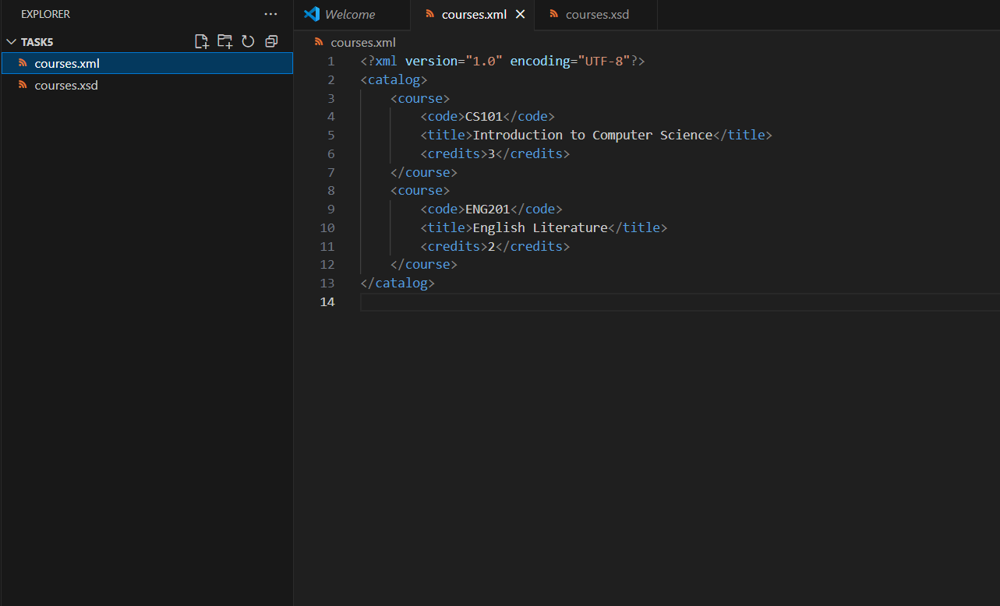 EXPLORER
TASK5
courses.xml
courses.xsd
Welcome
courses.xml
courses.xsd
courses.xml
1 <?xml version="1.0" encoding="UTF-8"?>
2 <catalog>
3     <course>
4         <code>CS101</code>
5         <title>Introduction to Computer Science</title>
6         <credits>3</credits>
7     </course>
8     <course>
9         <code>ENG201</code>
10         <title>English Literature</title>
11         <credits>2</credits>
12     </course>
13 </catalog>
14